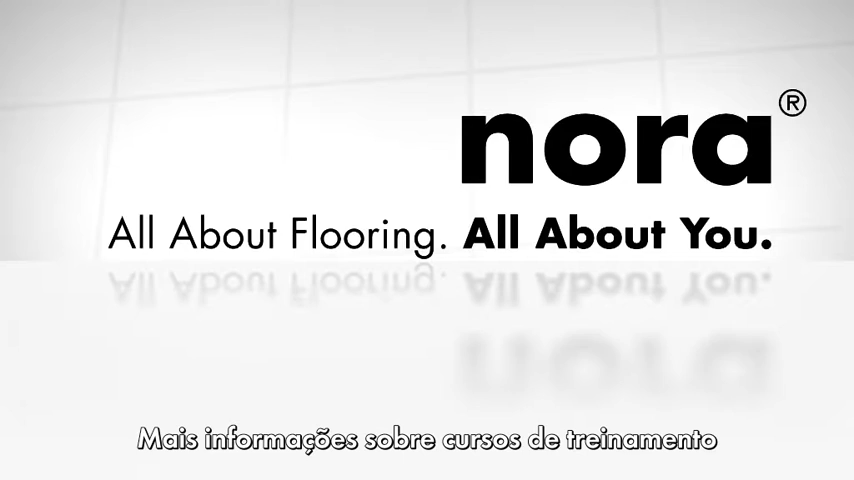 nora®
All About Flooring. All About You.
Mais informações sobre cursos de treinamento